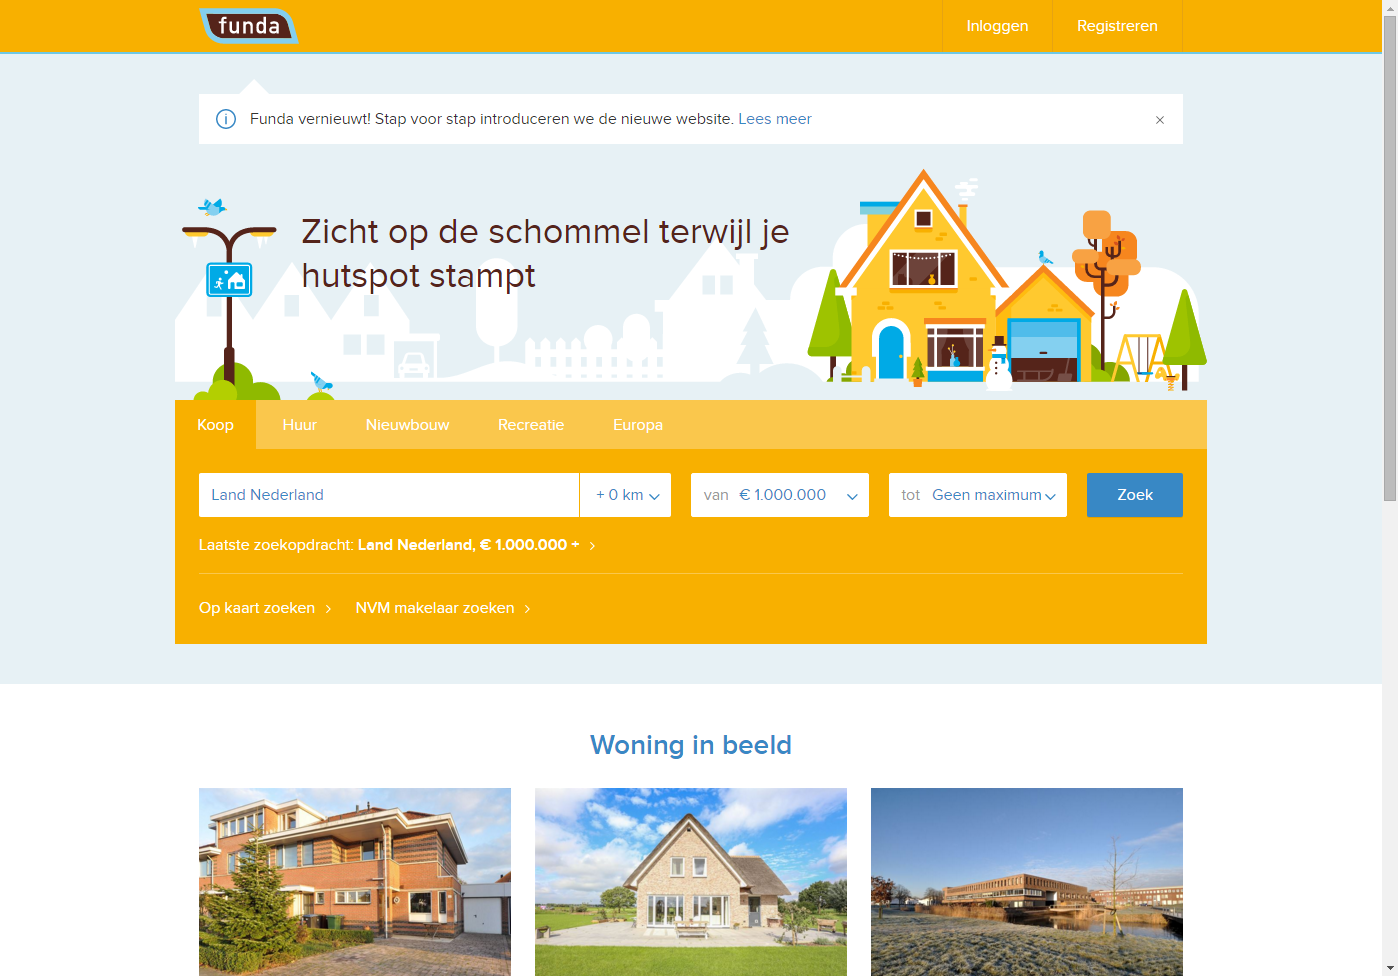 funda
Inloggen
Registreren
Funda vernieuwt! Stap voor stap introduceren we de nieuwe website. Lees meer
Zicht op de schommel terwijl je
hutspot stampt
Koop
Huur
Nieuwbouw
Recreatie
Europa
Land Nederland
+ 0 km
van € 1.000.000
tot Geen maximum
Zoek
Laatste zoekopdracht: Land Nederland, € 1.000.000 +
Op kaart zoeken
NVM makelaar zoeken
Woning in beeld